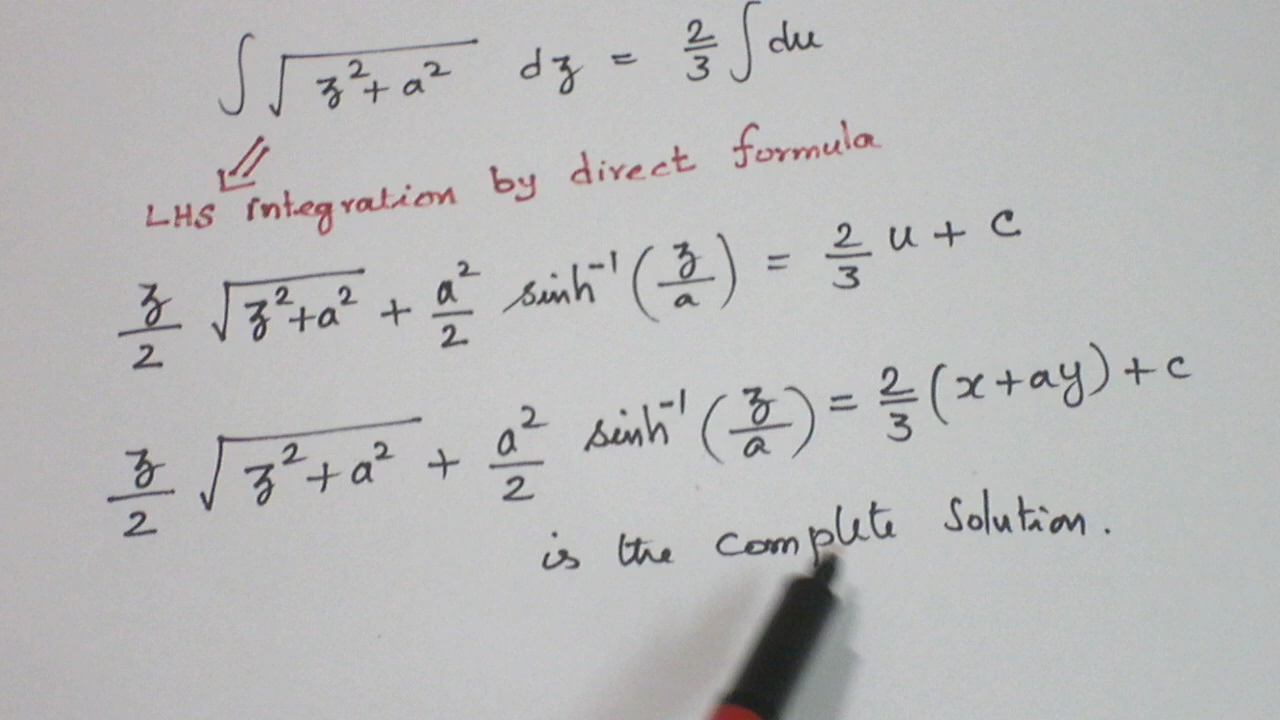 ∫ √(z² + a²) dz = 2/3 ∫ du
LHS integration by direct formula
z/2 √(z² + a²) + a²/2 sinh⁻¹ (z/a) = 2/3 u + c
z/2 √(z² + a²) + a²/2 sinh⁻¹ (z/a) = 2/3 (x + ay) + c
is the complete solution.